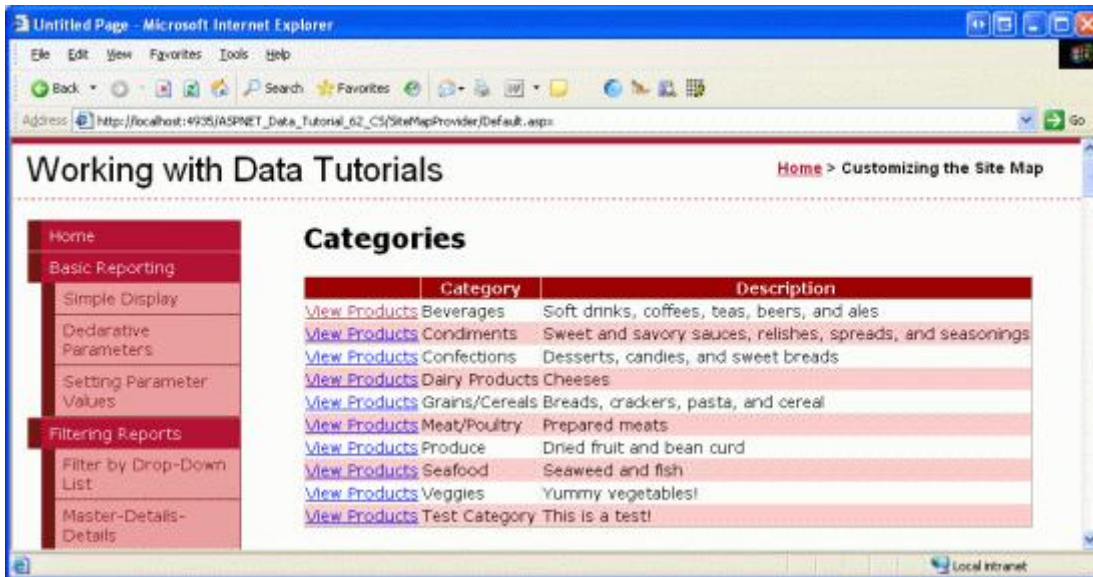 Untitled Page - Microsoft Internet Explorer
File Edit View Favorites Tools Help
Back Search Favorites
Address http://localhost:4935/ASPNET_Data_Tutorial_62_CS/SiteMapProvider/Default.aspx Go
Working with Data Tutorials
Home > Customizing the Site Map
Home
Basic Reporting
Simple Display
Declarative
Parameters
Setting Parameter
Values
Filtering Reports
Filter by Drop-Down
List
Master-Details-
Details
Categories
Category Description
View Products Beverages Soft drinks, coffees, teas, beers, and ales
View Products Condiments Sweet and savory sauces, relishes, spreads, and seasonings
View Products Confections Desserts, candies, and sweet breads
View Products Dairy Products Cheeses
View Products Grains/Cereals Breads, crackers, pasta, and cereal
View Products Meat/Poultry Prepared meats
View Products Produce Dried fruit and bean curd
View Products Seafood Seaweed and fish
View Products Veggies Yummy vegetables!
View Products Test Category This is a test!
Local intranet